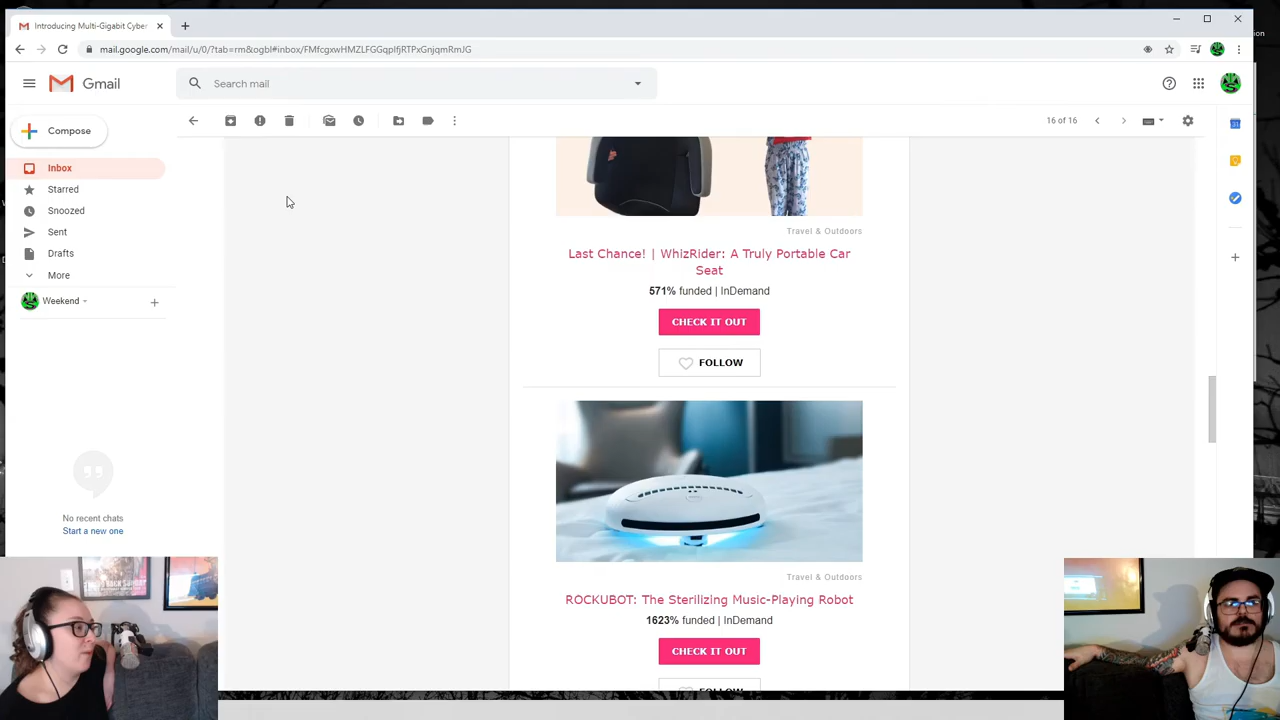 Introducing Multi-Gigabit Cyber
mail.google.com/mail/u/0/?tab=rm&ogbl#inbox/FMfcgxwHMZLFGGqplfjRTPxGnjqmRmJG
Gmail
Search mail
Compose
16 of 16
Inbox
Starred
Snoozed
Sent
Drafts
More
Weekend
No recent chats
Start a new one
Travel & Outdoors
Last Chance! | WhizRider: A Truly Portable Car
Seat
571% funded | InDemand
CHECK IT OUT
FOLLOW
Travel & Outdoors
ROCKUBOT: The Sterilizing Music-Playing Robot
1623% funded | InDemand
CHECK IT OUT
FOLLOW